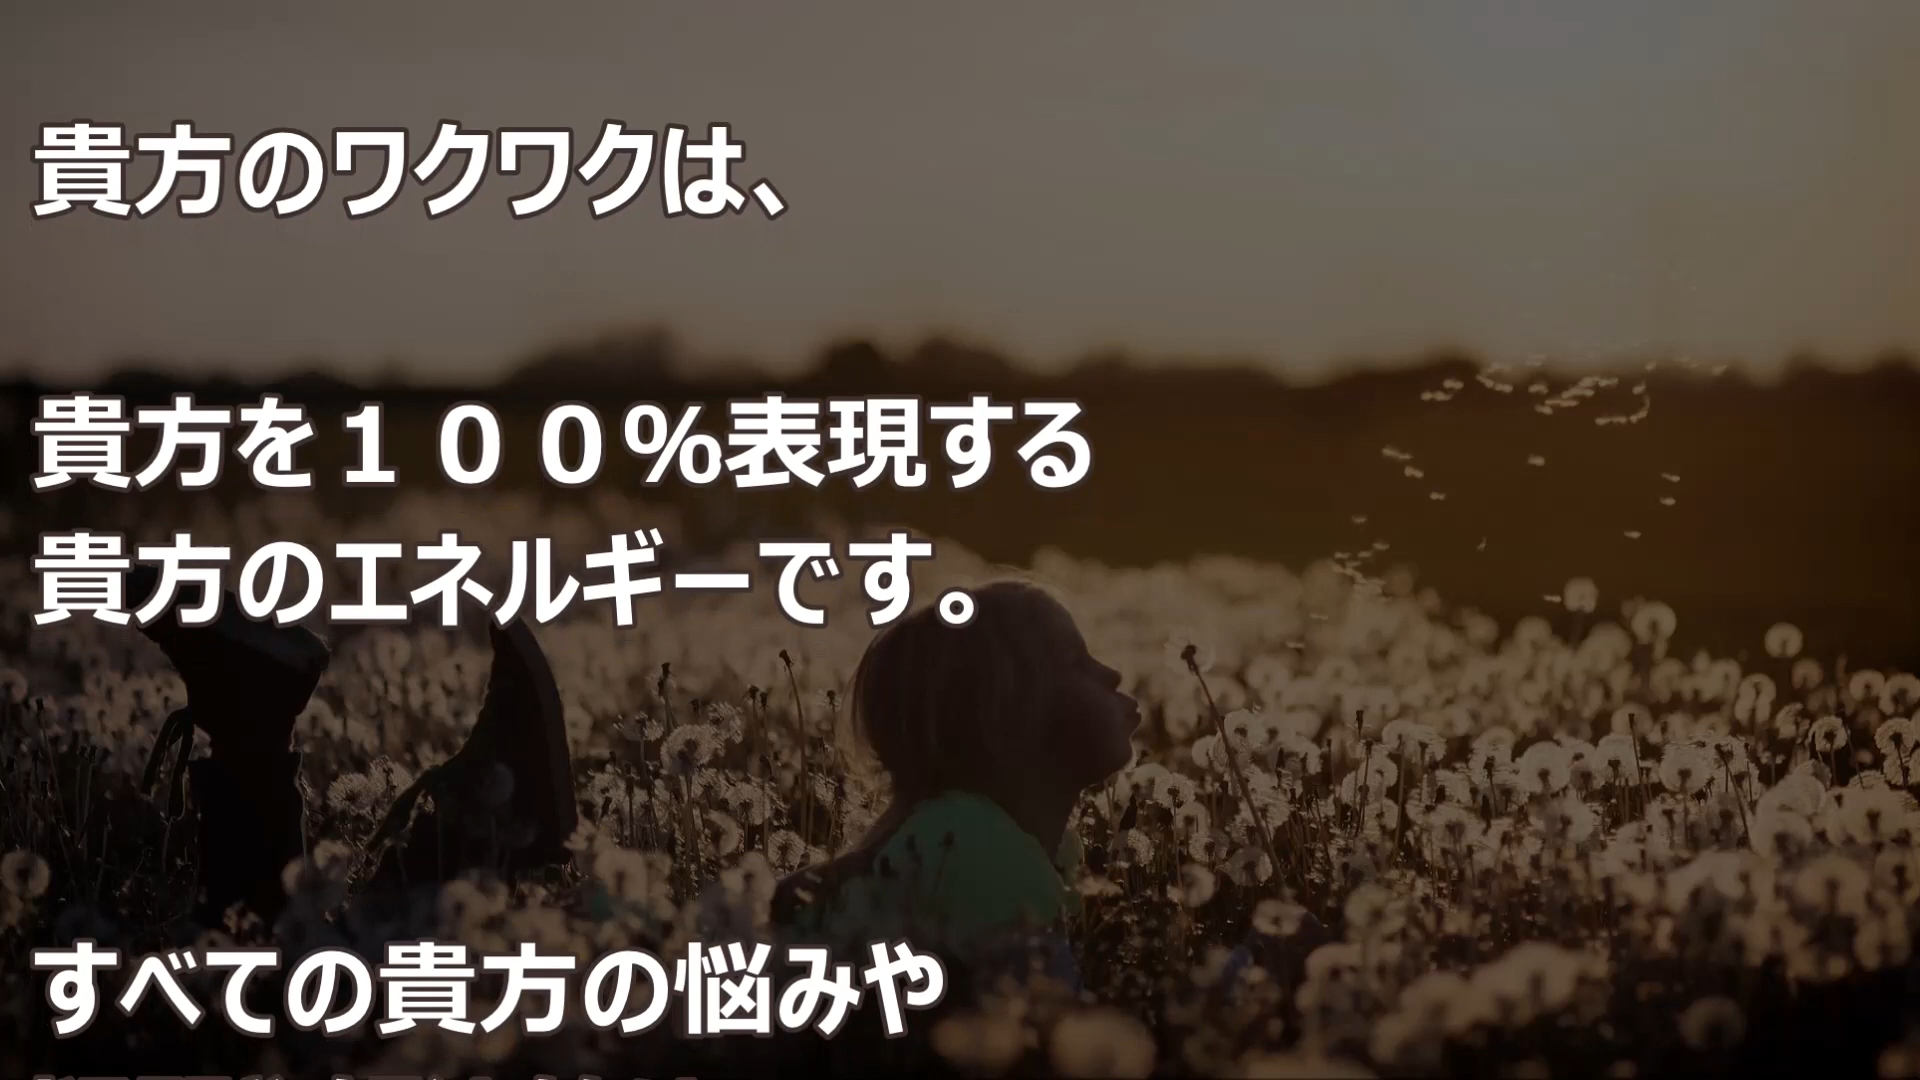 貴方のワクワクは、
貴方を１００％表現する
貴方のエネルギーです。
すべての貴方の悩みや